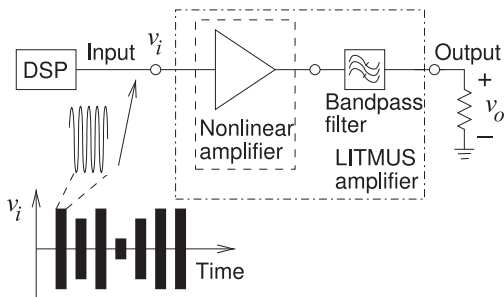 DSP
Input
v_i
Output
+
v_o
−
Nonlinear
amplifier
Bandpass
filter
LITMUS
amplifier
v_i
Time